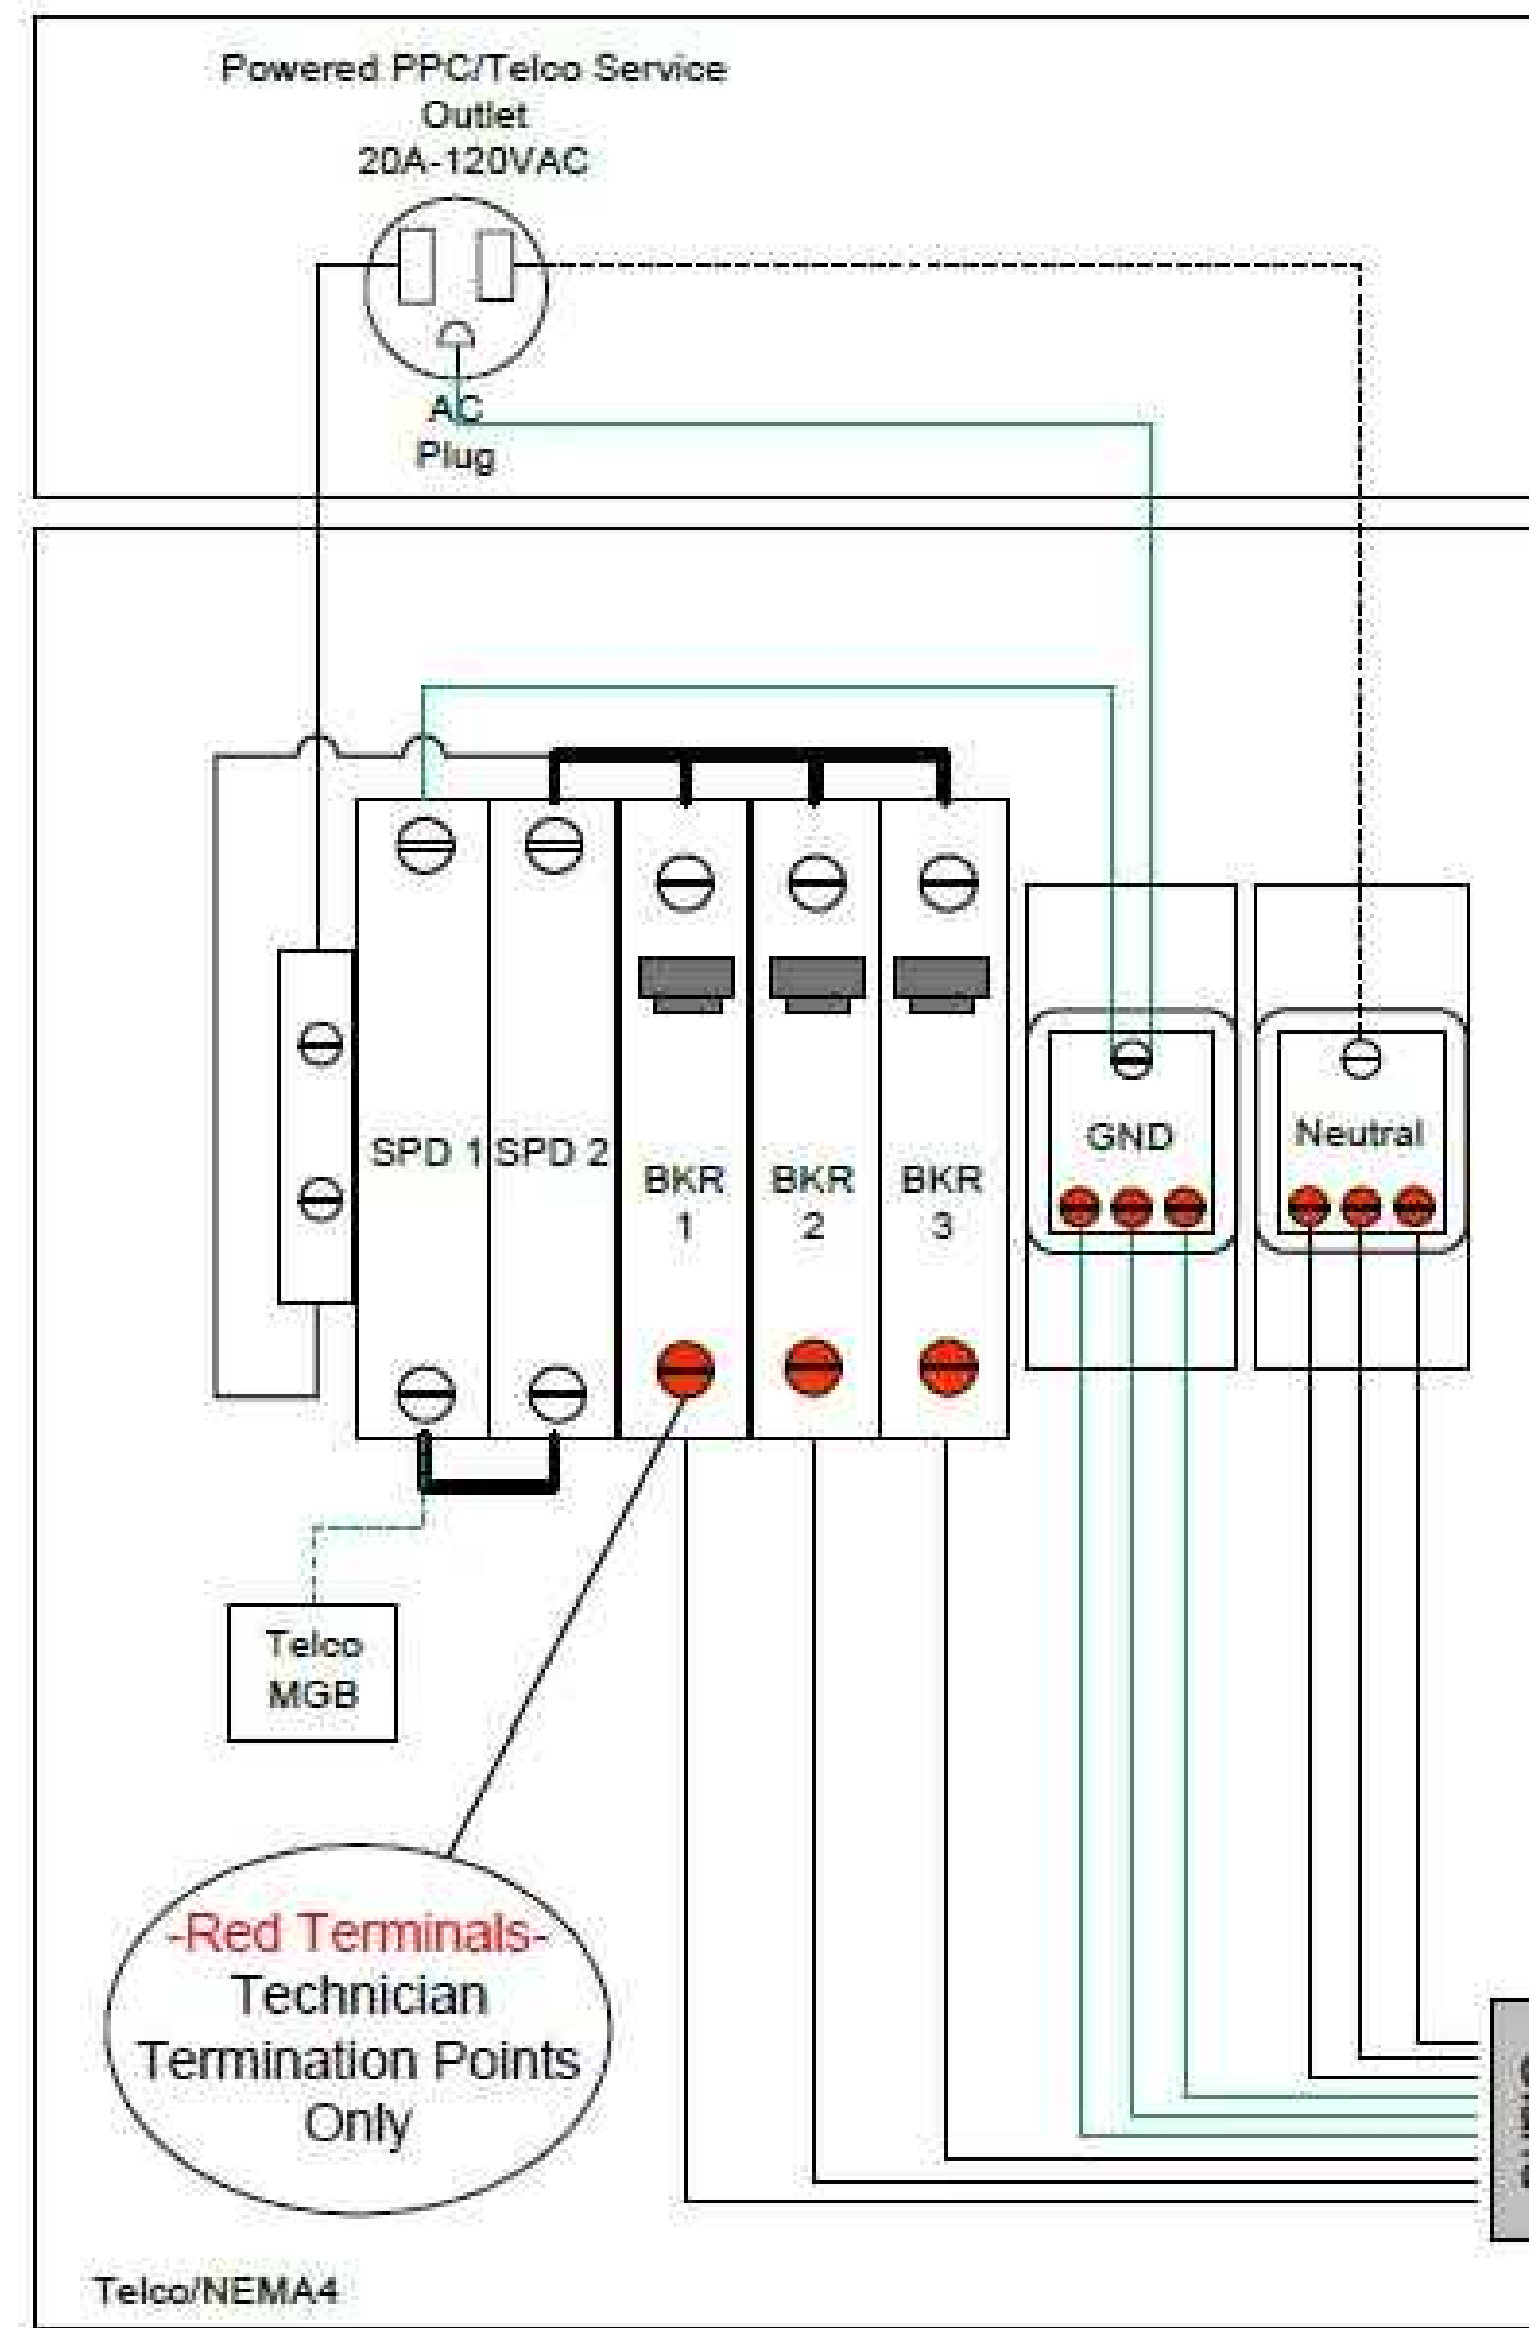 Powered PPC/Telco Service
Outlet
20A-120VAC
AC
Plug
SPD 1
SPD 2
BKR
1
BKR
2
BKR
3
GND
Neutral
Telco
MGB
-Red Terminals-
Technician
Termination Points
Only
Telco/NEMA4